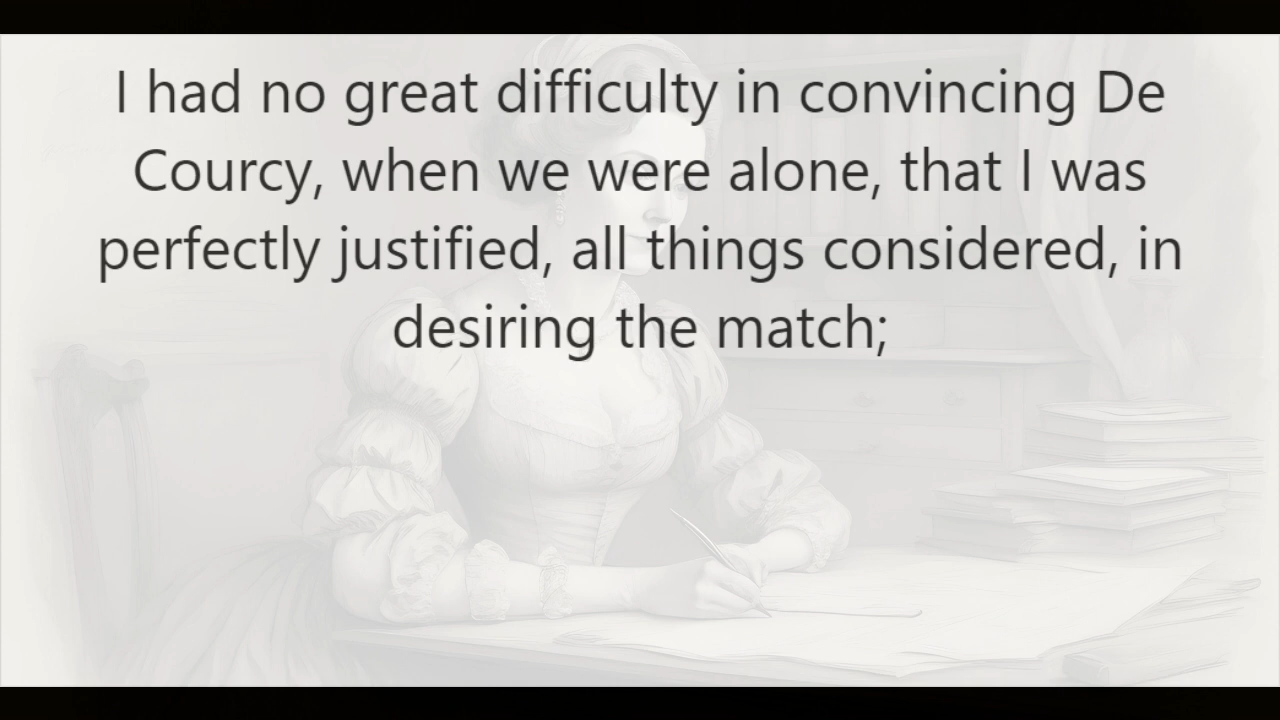 I had no great difficulty in convincing De
Courcy, when we were alone, that I was
perfectly justified, all things considered, in
desiring the match;